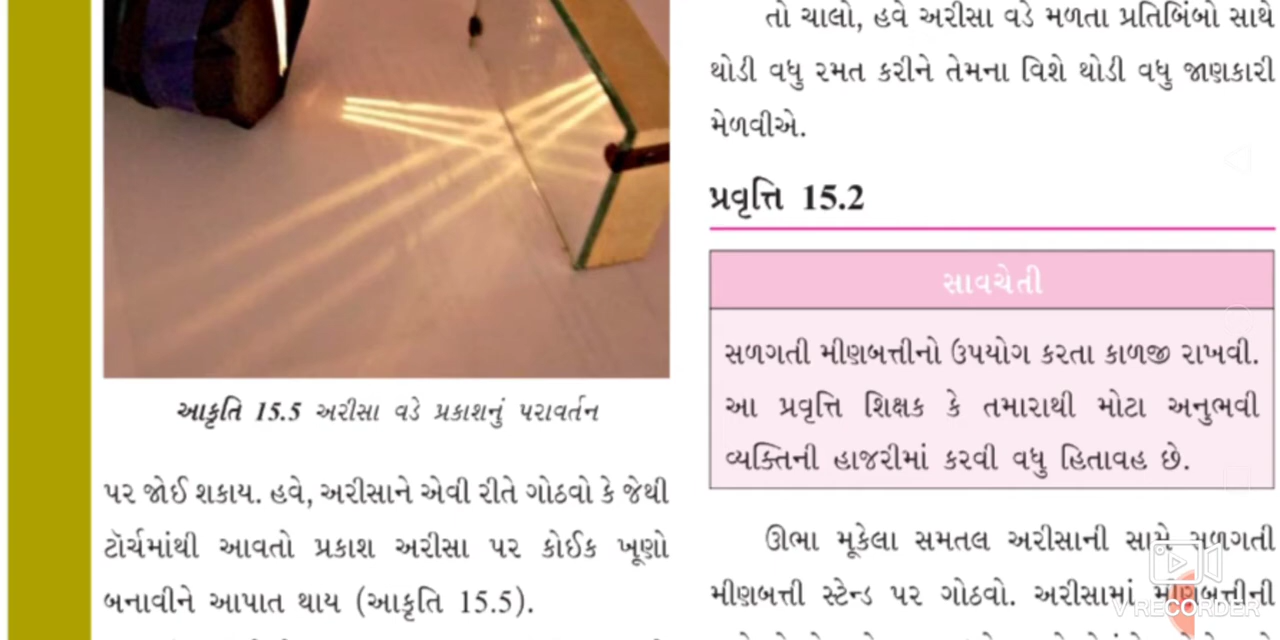 આકૃતિ 15.5 અરીસા વડે પ્રકાશનું પરાવર્તન
પર જોઈ શકાય. હવે, અરીસાને એવી રીતે ગોઠવો કે જેથી
ટૉર્ચમાંથી આવતો પ્રકાશ અરીસા પર કોઈક ખૂણો
બનાવીને આપાત થાય (આકૃતિ 15.5).
તો ચાલો, હવે અરીસા વડે મળતા પ્રતિબિંબો સાથે
થોડી વધુ રમત કરીને તેમના વિશે થોડી વધુ જાણકારી
મેળવીએ.
પ્રવૃત્તિ 15.2
સાવચેતી
સળગતી મીણબત્તીનો ઉપયોગ કરતા કાળજી રાખવી.
આ પ્રવૃત્તિ શિક્ષક કે તમારાથી મોટા અનુભવી
વ્યક્તિની હાજરીમાં કરવી વધુ હિતાવહ છે.
ઊભા મૂકેલા સમતલ અરીસાની સામે સળગતી
મીણબત્તી સ્ટેન્ડ પર ગોઠવો. અરીસામાં મીણબત્તીની
V RECORDER